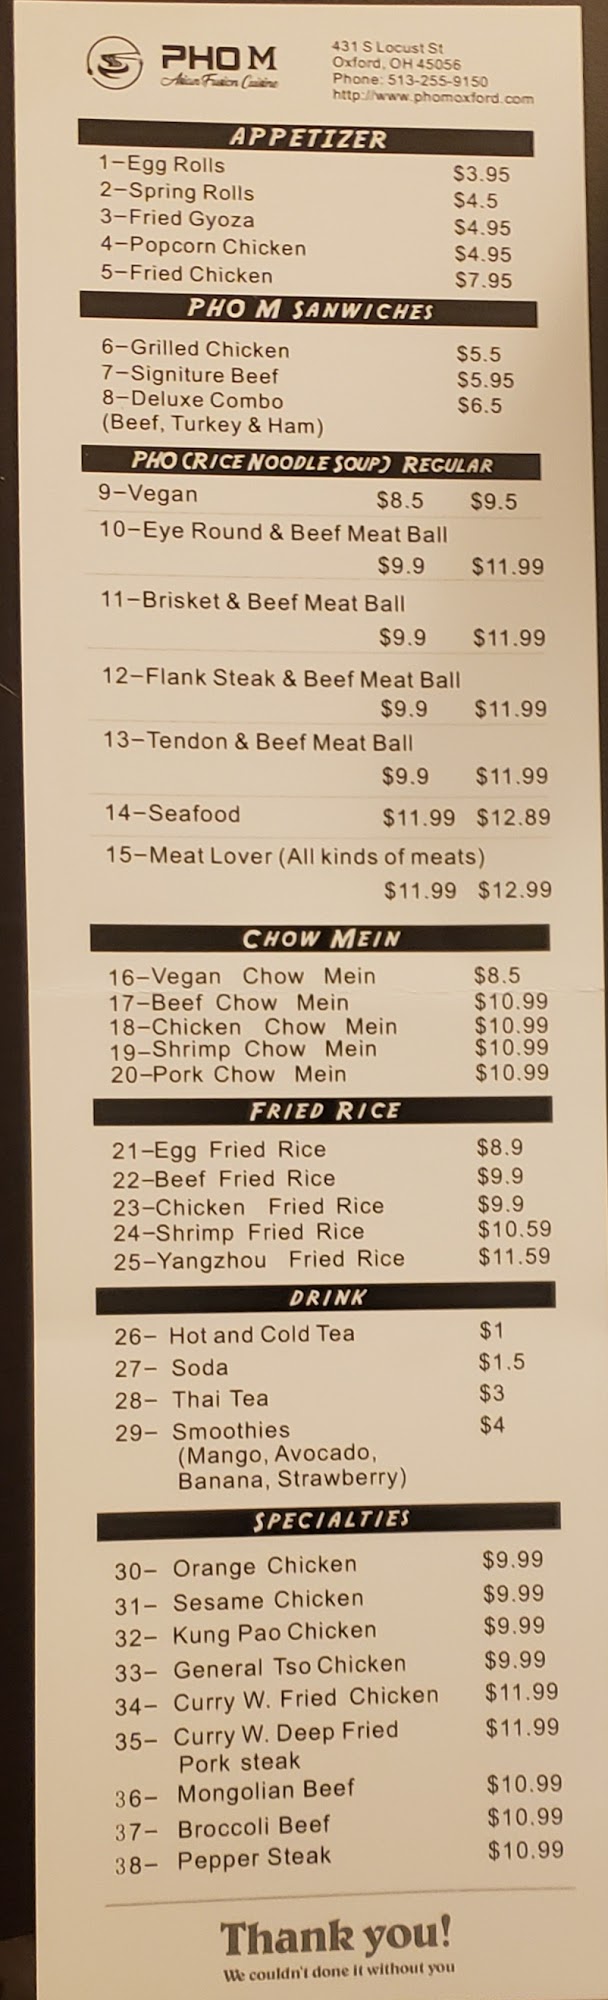 PHO M
Asian Fusion Cuisine
431 S Locust St
Oxford, OH 45056
Phone: 513-255-9150
http://www.phomoxford.com
APPETIZER
1-Egg Rolls $3.95
2-Spring Rolls $4.5
3-Fried Gyoza $4.95
4-Popcorn Chicken $4.95
5-Fried Chicken $7.95
PHO M SANWICHES
6-Grilled Chicken $5.5
7-Signiture Beef $5.95
8-Deluxe Combo $6.5
(Beef, Turkey & Ham)
PHO (RICE NOODLE SOUP) REGULAR
9-Vegan $8.5 $9.5
10-Eye Round & Beef Meat Ball
$9.9 $11.99
11-Brisket & Beef Meat Ball
$9.9 $11.99
12-Flank Steak & Beef Meat Ball
$9.9 $11.99
13-Tendon & Beef Meat Ball
$9.9 $11.99
14-Seafood $11.99 $12.89
15-Meat Lover (All kinds of meats)
$11.99 $12.99
CHOW MEIN
16-Vegan Chow Mein $8.5
17-Beef Chow Mein $10.99
18-Chicken Chow Mein $10.99
19-Shrimp Chow Mein $10.99
20-Pork Chow Mein $10.99
FRIED RICE
21-Egg Fried Rice $8.9
22-Beef Fried Rice $9.9
23-Chicken Fried Rice $9.9
24-Shrimp Fried Rice $10.59
25-Yangzhou Fried Rice $11.59
DRINK
26- Hot and Cold Tea $1
27- Soda $1.5
28- Thai Tea $3
29- Smoothies $4
(Mango, Avocado,
Banana, Strawberry)
SPECIALTIES
30- Orange Chicken $9.99
31- Sesame Chicken $9.99
32- Kung Pao Chicken $9.99
33- General Tso Chicken $9.99
34- Curry W. Fried Chicken $11.99
35- Curry W. Deep Fried $11.99
Pork steak
36- Mongolian Beef $10.99
37- Broccoli Beef $10.99
38- Pepper Steak $10.99
Thank you!
We couldn't done it without you